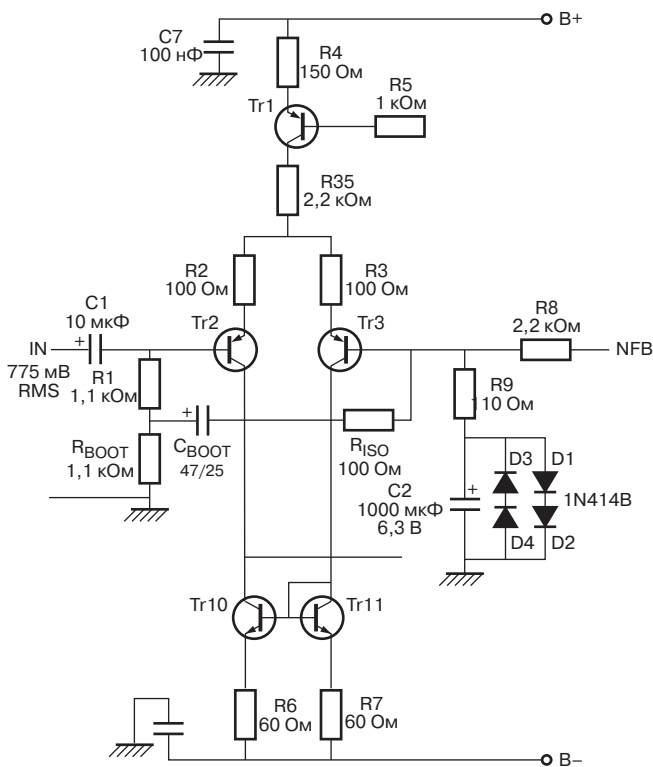 B+
C7
100 нФ
R4
150 Ом
R5
1 кОм
Tr1
R35
2,2 кОм
R2
100 Ом
R3
100 Ом
C1
10 мкФ
+
IN
775 мВ
RMS
Tr2
Tr3
R8
2,2 кОм
NFB
R1
1,1 кОм
R9
110 Ом
+
RBOOT
1,1 кОм
CBOOT
47/25
RISO
100 Ом
D3
D1
+
C2
1000 мкФ
6,3 В
1N414B
D4
D2
Tr10
Tr11
R6
60 Ом
R7
60 Ом
B–